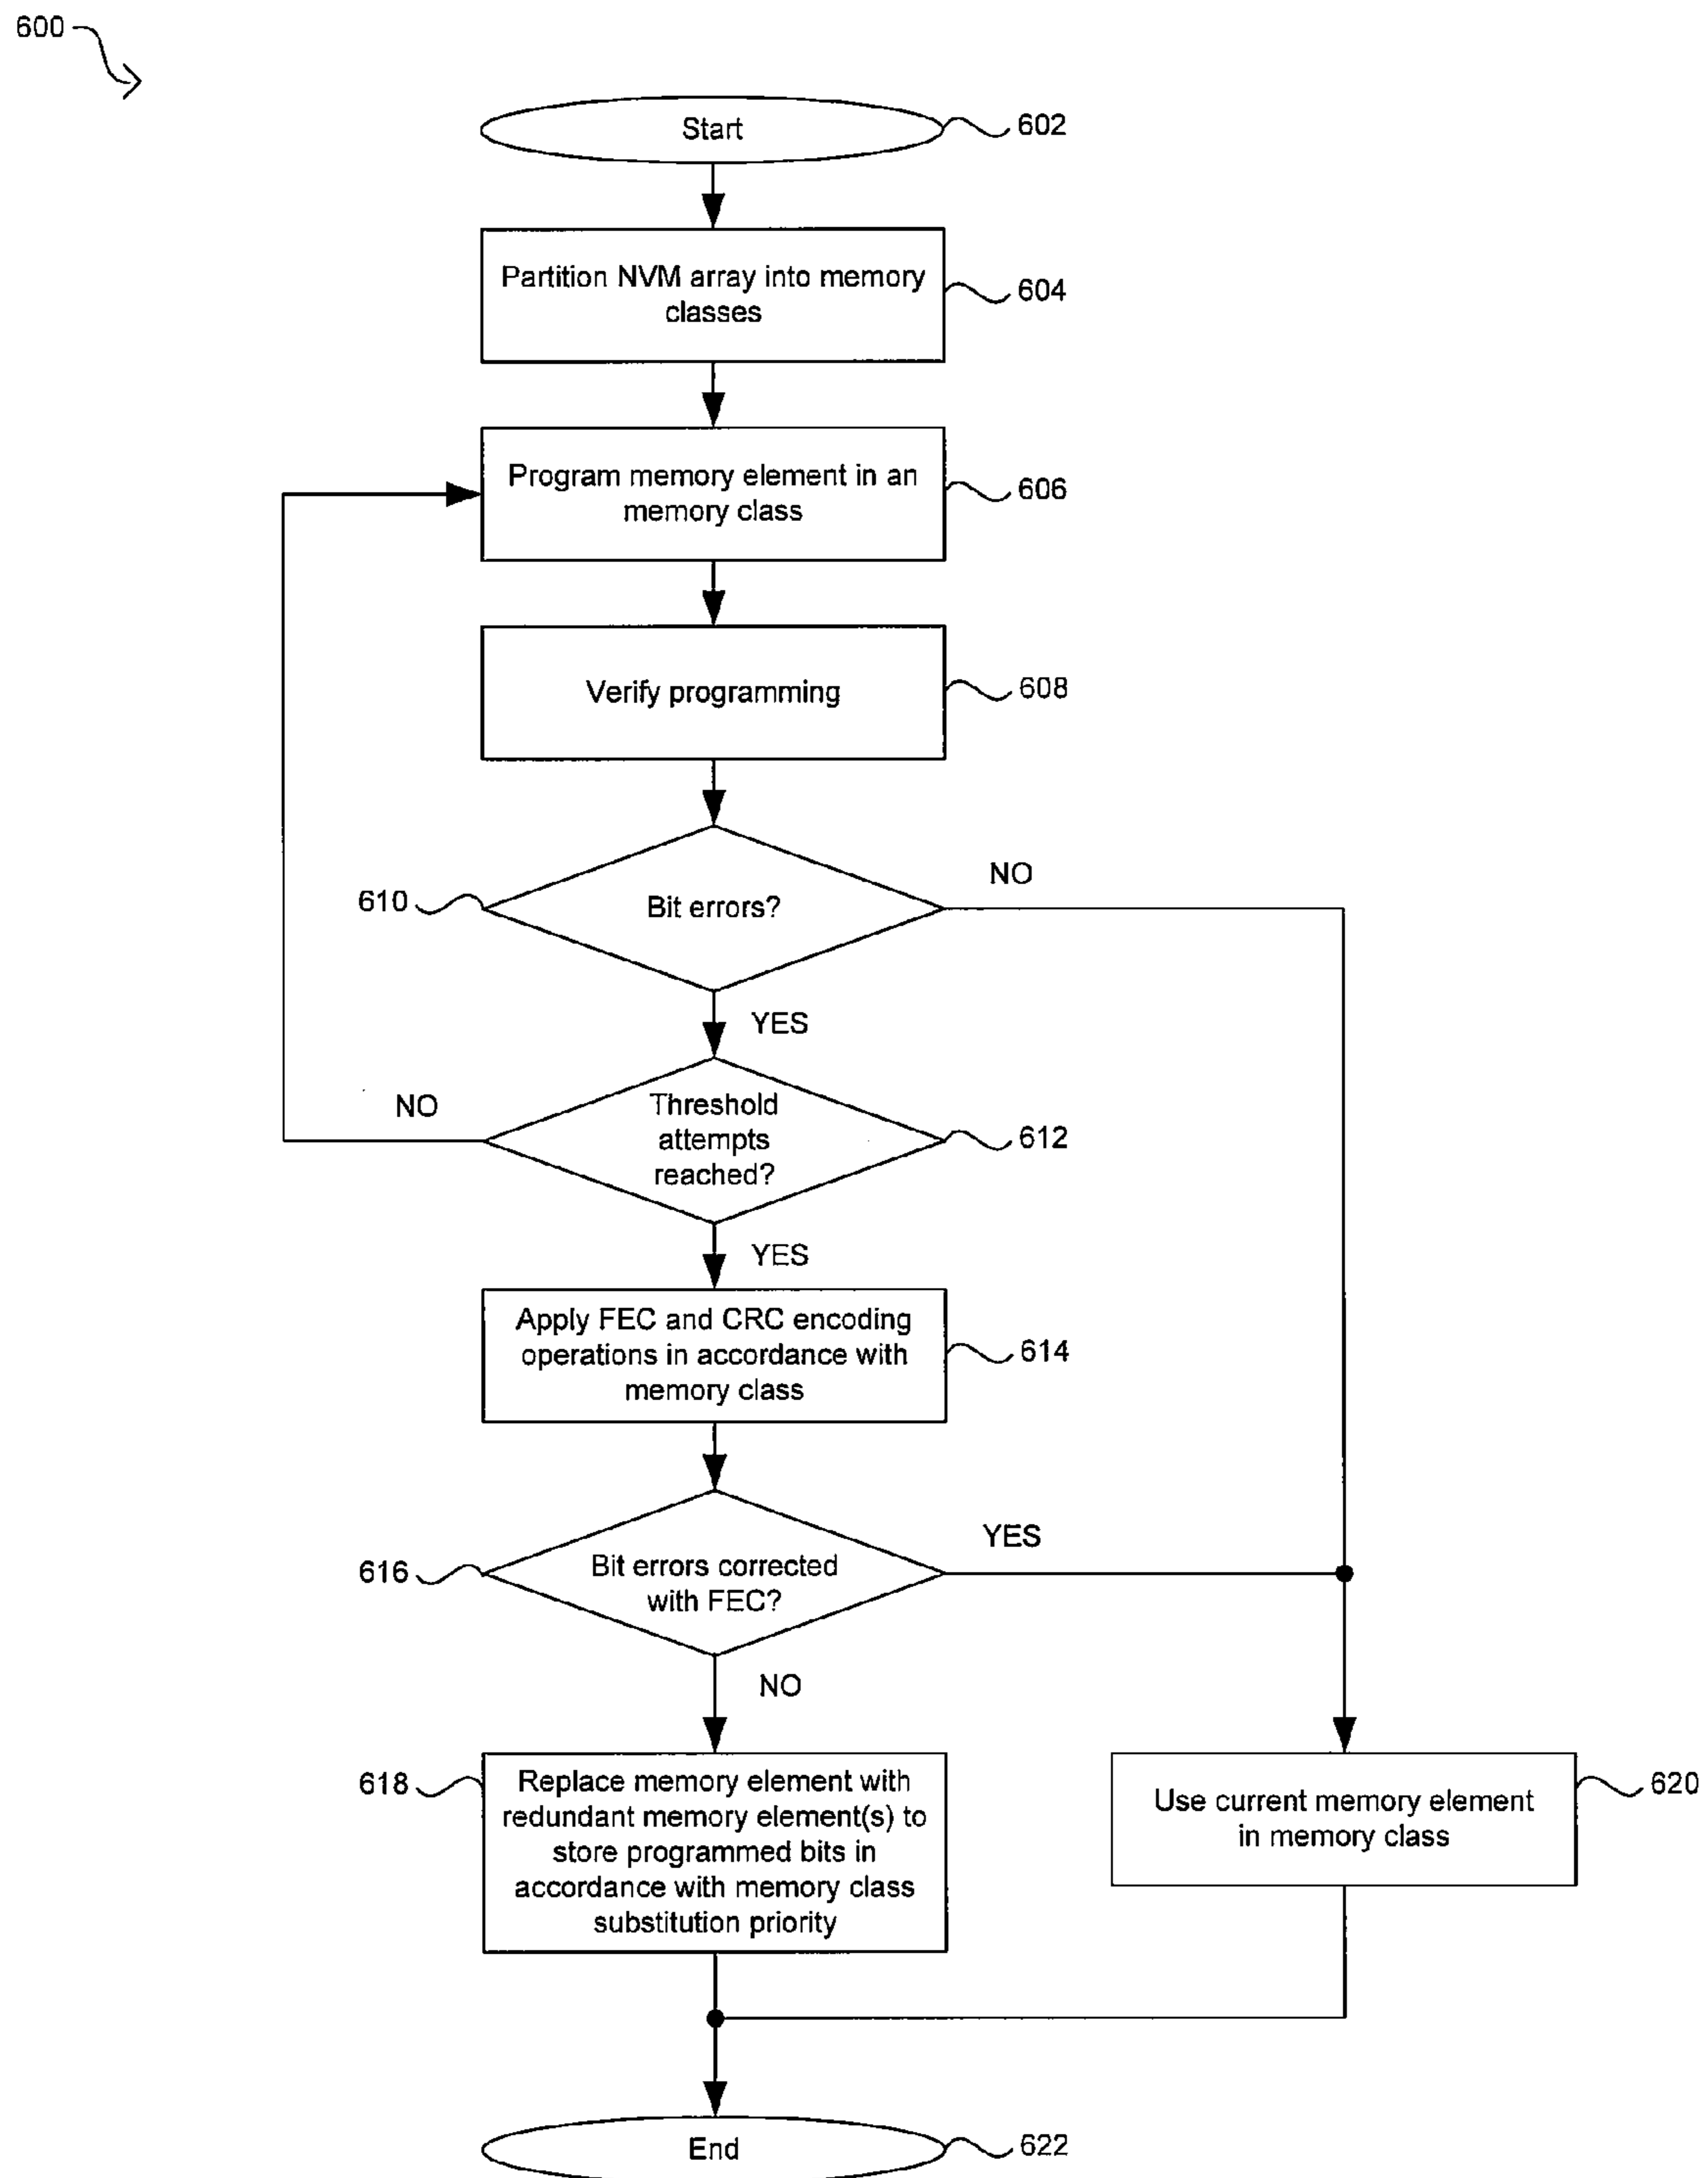 600
Start
602
Partition NVM array into memory
classes
604
Program memory element in an
memory class
606
Verify programming
608
NO
610
Bit errors?
YES
NO
Threshold
attempts
reached?
612
YES
Apply FEC and CRC encoding
operations in accordance with
memory class
614
YES
616
Bit errors corrected
with FEC?
NO
618
Replace memory element with
redundant memory element(s) to
store programmed bits in
accordance with memory class
substitution priority
Use current memory element
in memory class
620
End
622